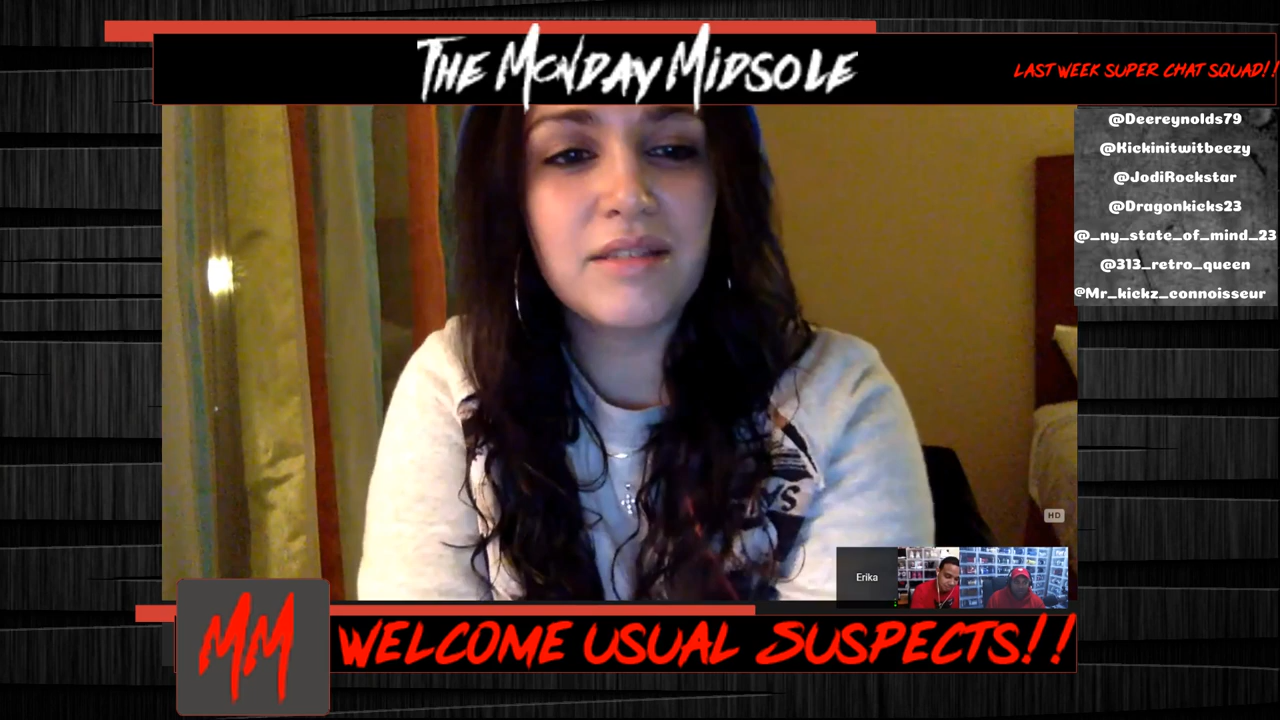 THE MONDAY MIDSOLE
LAST WEEK SUPER CHAT SQUAD!!
@Deereynolds79
@Kickinitwitbeezy
@JodiRockstar
@Dragonkicks23
@_ny_state_of_mind_23
@313_retro_queen
@Mr_kickz_connoisseur
HD
Erika
MM
WELCOME USUAL SUSPECTS!!